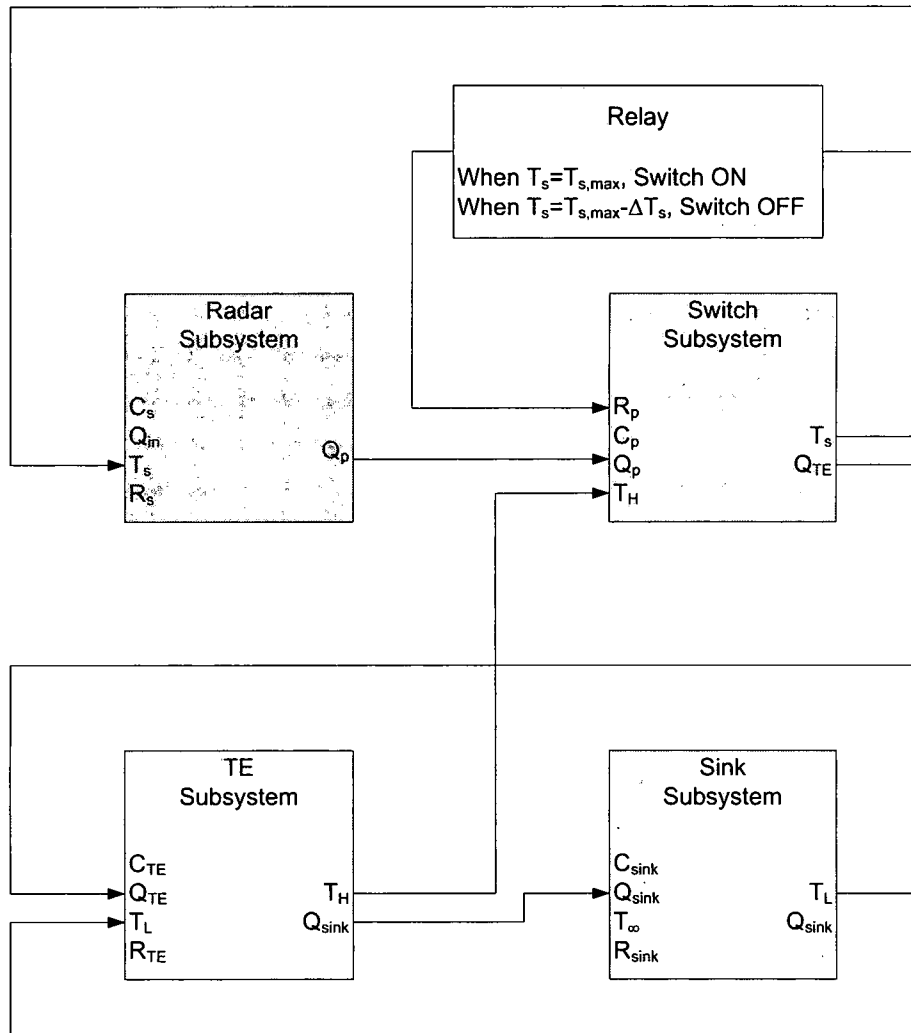 Relay
When Ts=Ts,max, Switch ON
When Ts=Ts,max-ΔTs, Switch OFF
Radar
Subsystem
Cs
Qin
Ts
Rs
Qp
Switch
Subsystem
Rp
Cp
Qp
TH
Ts
QTE
TE
Subsystem
CTE
QTE
TL
RTE
TH
Qsink
Sink
Subsystem
Csink
Qsink
T∞
Rsink
TL
Qsink